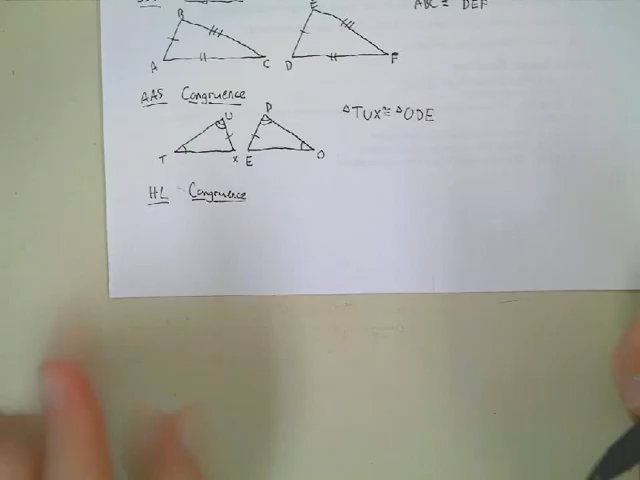 ABC ≅ DEF
B
E
A
C
D
F
AAS Congruence
U
D
△TUX ≅ △ODE
T
X
E
O
HL Congruence